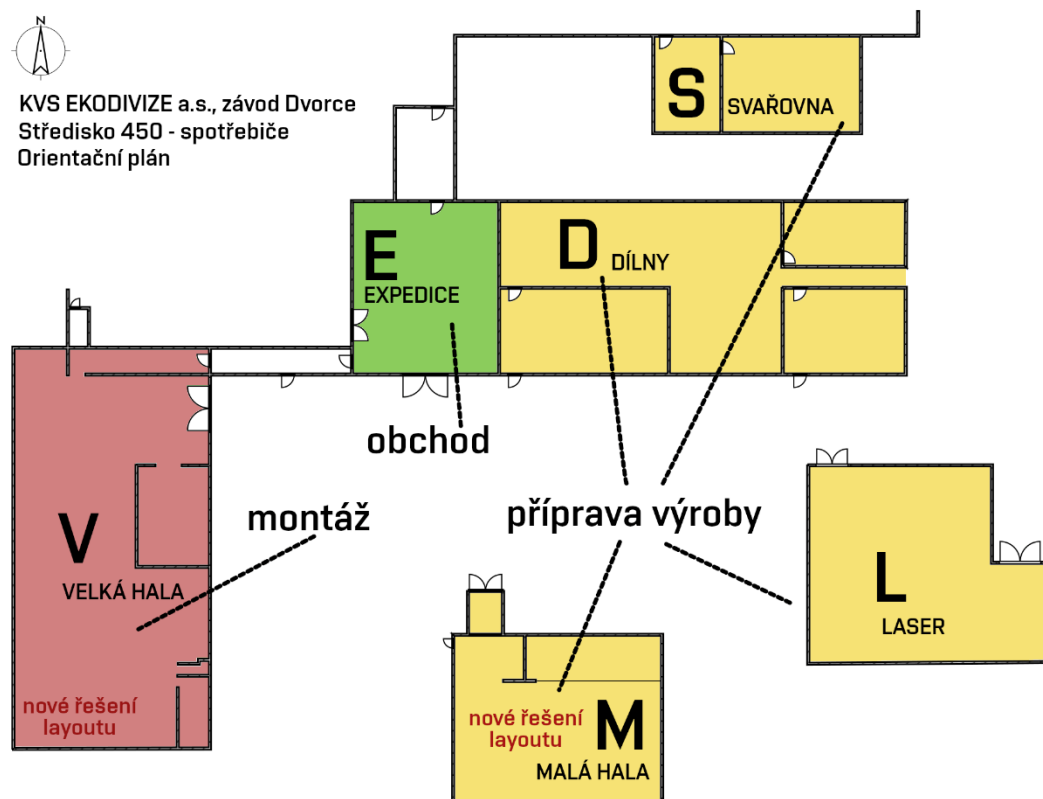 N
KVS EKODIVIZE a.s., závod Dvorce
Středisko 450 - spotřebiče
Orientační plán
S
SVAŘOVNA
E
EXPEDICE
D
DÍLNY
obchod
V
VELKÁ HALA
montáž
příprava výroby
L
LASER
nové řešení
layoutu
nové řešení
layoutu
M
MALÁ HALA